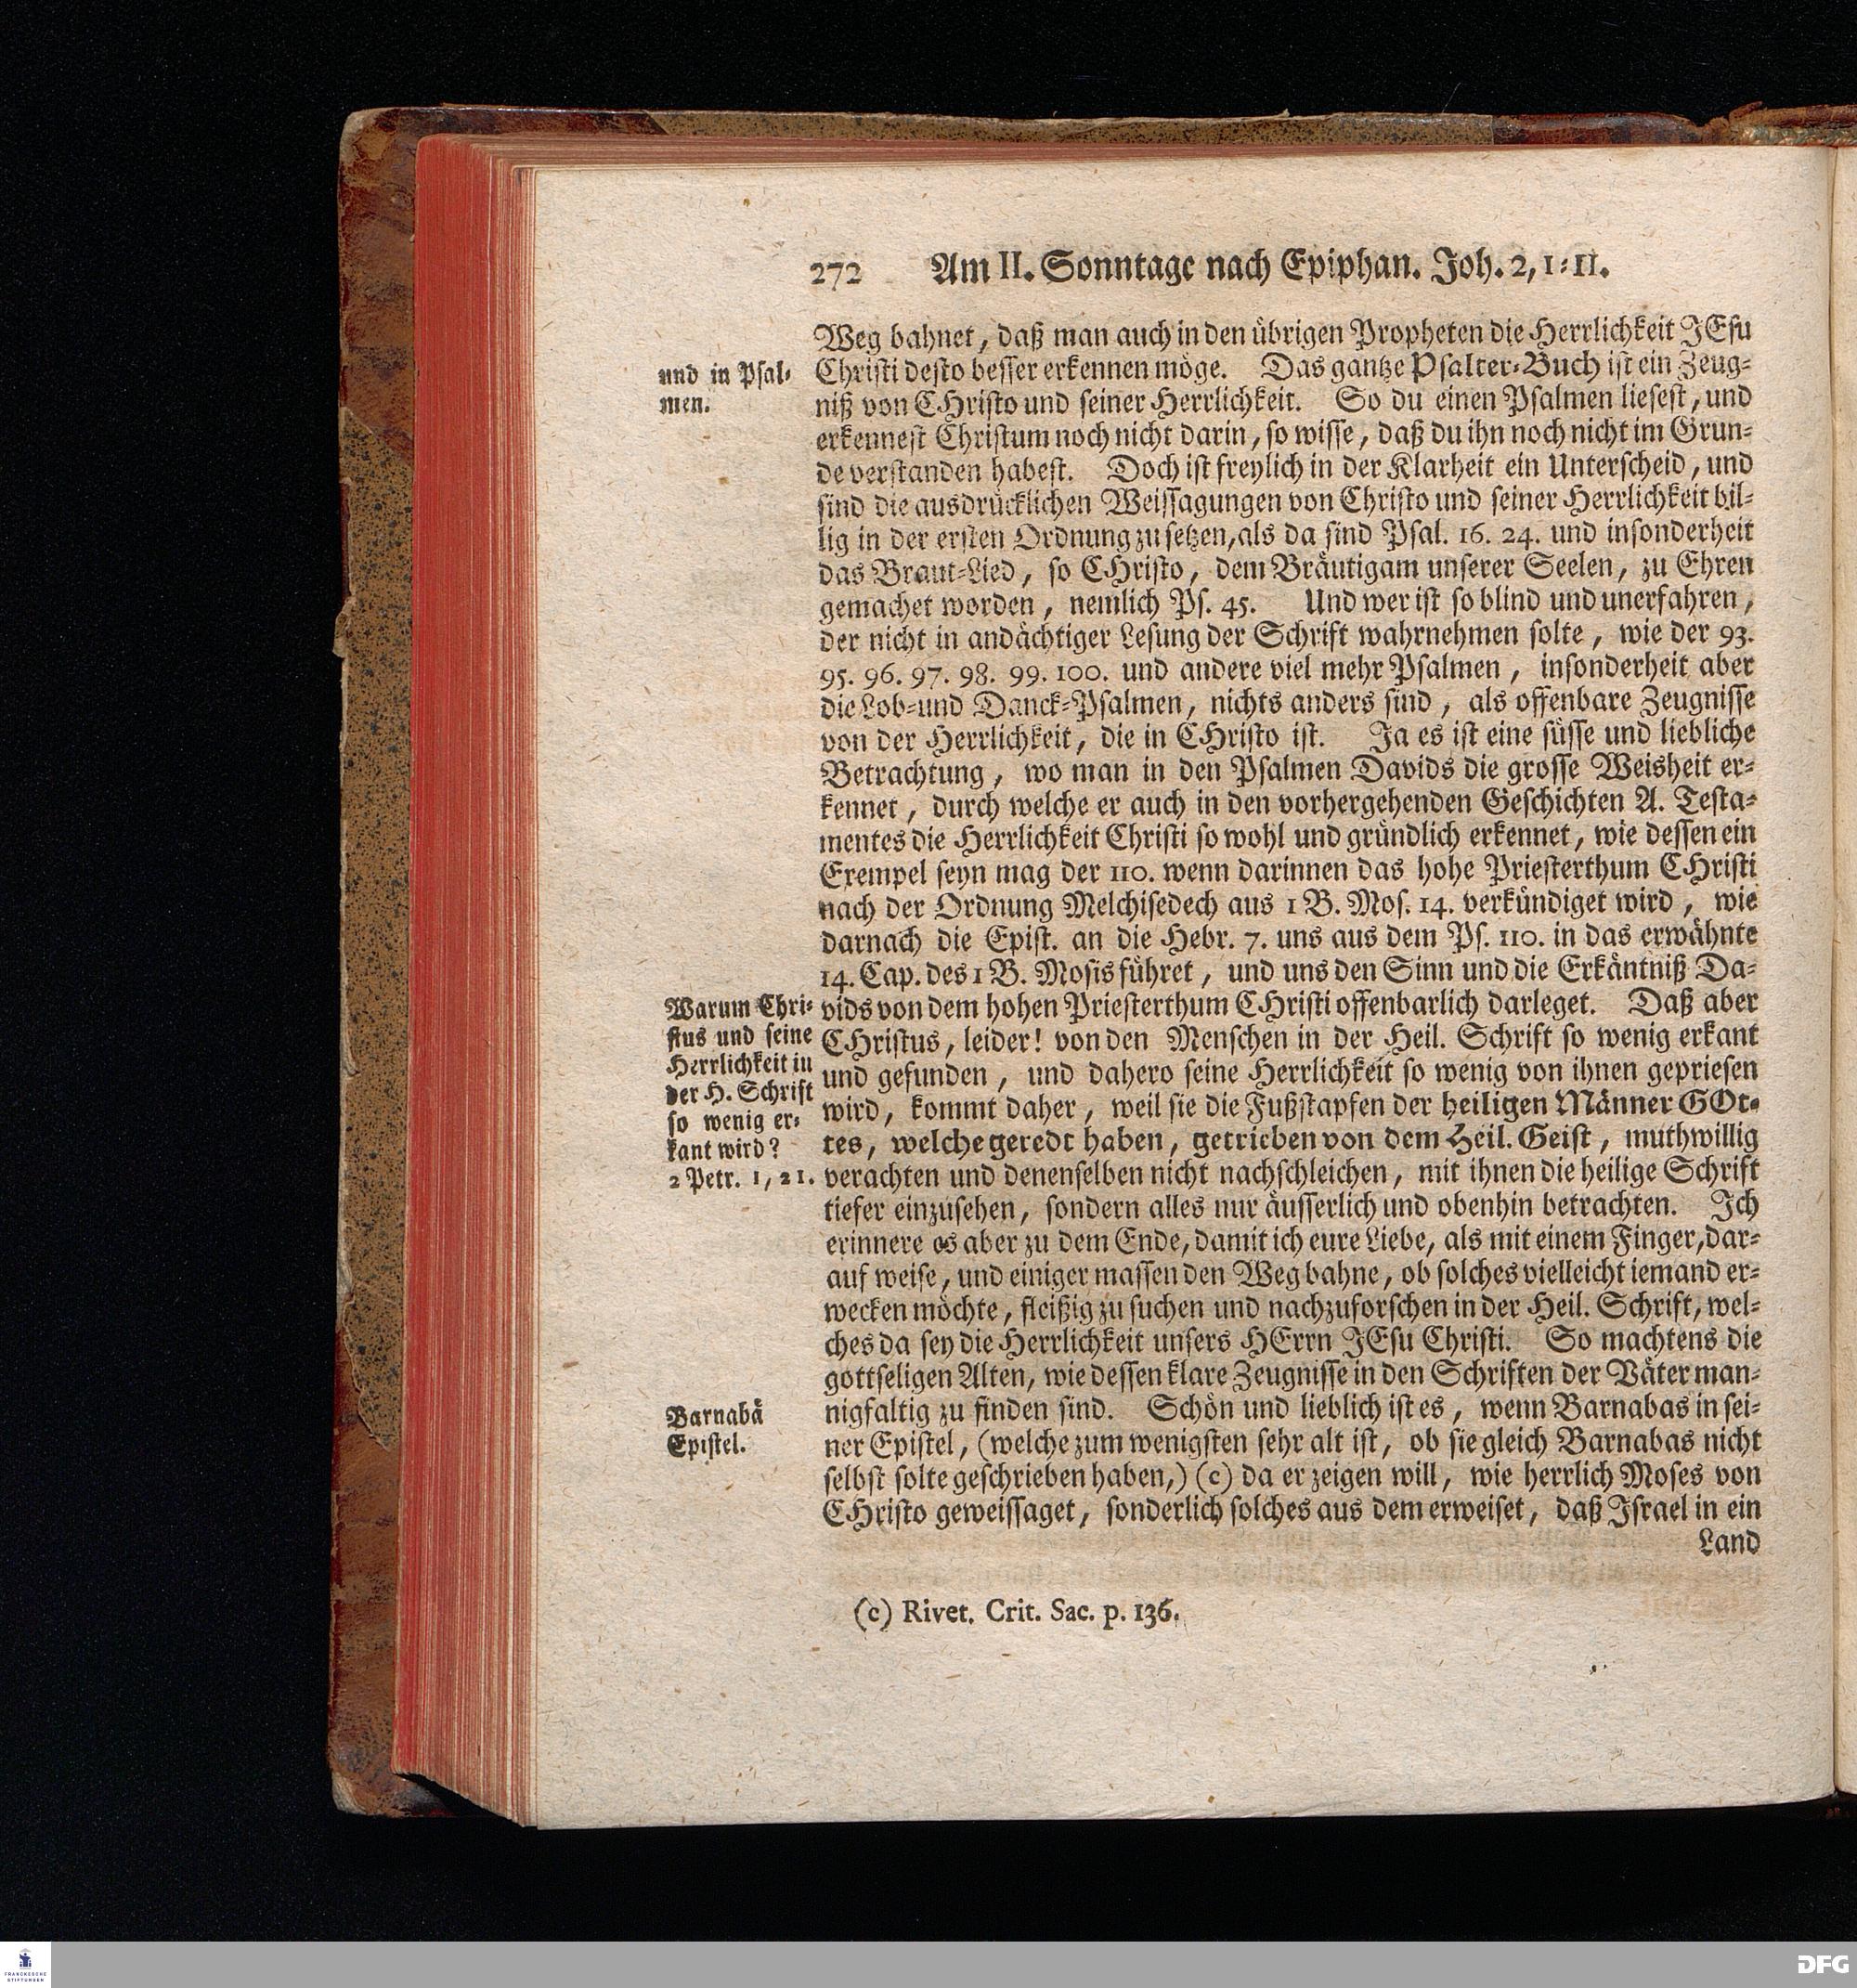 272 Am II. Sonntage nach Epiphan. Joh. 2, 1-11.
Weg bahnet, daß man auch in den übrigen Propheten die Herrlichkeit JEsu
und in Psal-
men.
Christi desto besser erkennen möge. Das gantze Psalter-Buch ist ein Zeug-
niß von CHristo und seiner Herrlichkeit. So du einen Psalmen liesest, und
erkennest Christum noch nicht darin, so wisse, daß du ihn noch nicht im Grun-
de verstanden habest. Doch ist freylich in der Klarheit ein Unterscheid, und
sind die ausdrücklichen Weissagungen von Christo und seiner Herrlichkeit bil-
lig in der ersten Ordnung zu setzen, als da sind Psal. 16. 24. und insonderheit
das Braut-Lied, so CHristo, dem Bräutigam unserer Seelen, zu Ehren
gemachet worden, nemlich Ps. 45. Und wer ist so blind und unerfahren,
der nicht in andächtiger Lesung der Schrift wahrnehmen solte, wie der 93.
95. 96. 97. 98. 99. 100. und andere viel mehr Psalmen, insonderheit aber
die Lob-und Danck-Psalmen, nichts anders sind, als offenbare Zeugnisse
von der Herrlichkeit, die in CHristo ist. Ja es ist eine süsse und liebliche
Betrachtung, wo man in den Psalmen Davids die grosse Weisheit er-
kennet, durch welche er auch in den vorhergehenden Geschichten A. Testa-
mentes die Herrlichkeit Christi so wohl und gründlich erkennet, wie dessen ein
Exempel seyn mag der 110. wenn darinnen das hohe Priesterthum CHristi
nach der Ordnung Melchisedech aus 1 B. Mos. 14. verkündiget wird, wie
darnach die Epist. an die Hebr. 7. uns aus dem Ps. 110. in das erwähnte
14. Cap. des 1 B. Mosis führet, und uns den Sinn und die Erkäntniß Da-
Warum Chri-
stus und seine
Herrlichkeit in
der H. Schrift
so wenig er-
kant wird?
2 Petr. 1, 21.
vids von dem hohen Priesterthum CHristi offenbarlich darleget. Daß aber
CHristus, leider! von den Menschen in der Heil. Schrift so wenig erkant
und gefunden, und dahero seine Herrlichkeit so wenig von ihnen gepriesen
wird, kommt daher, weil sie die Fußstapfen der heiligen Männer GOt-
tes, welche geredt haben, getrieben von dem Heil. Geist, muthwillig
verachten und denenselben nicht nachschleichen, mit ihnen die heilige Schrift
tiefer einzusehen, sondern alles nur äusserlich und obenhin betrachten. Ich
erinnere es aber zu dem Ende, damit ich eure Liebe, als mit einem Finger, dar-
auf weise, und einiger massen den Weg bahne, ob solches vielleicht iemand er-
wecken möchte, fleißig zu suchen und nachzuforschen in der Heil. Schrift, wel-
ches da sey die Herrlichkeit unsers HErrn JEsu Christi. So machtens die
gottseligen Alten, wie dessen klare Zeugnisse in den Schriften der Väter man-
Barnabä
Epistel.
nigfaltig zu finden sind. Schön und lieblich ist es, wenn Barnabas in sei-
ner Epistel, (welche zum wenigsten sehr alt ist, ob sie gleich Barnabas nicht
selbst solte geschrieben haben,) (c) da er zeigen will, wie herrlich Moses von
CHristo geweissaget, sonderlich solches aus dem erweiset, daß Israel in ein
Land
(c) Rivet. Crit. Sac. p. 136.
FRANCKESCHE
STIFTUNGEN
DFG